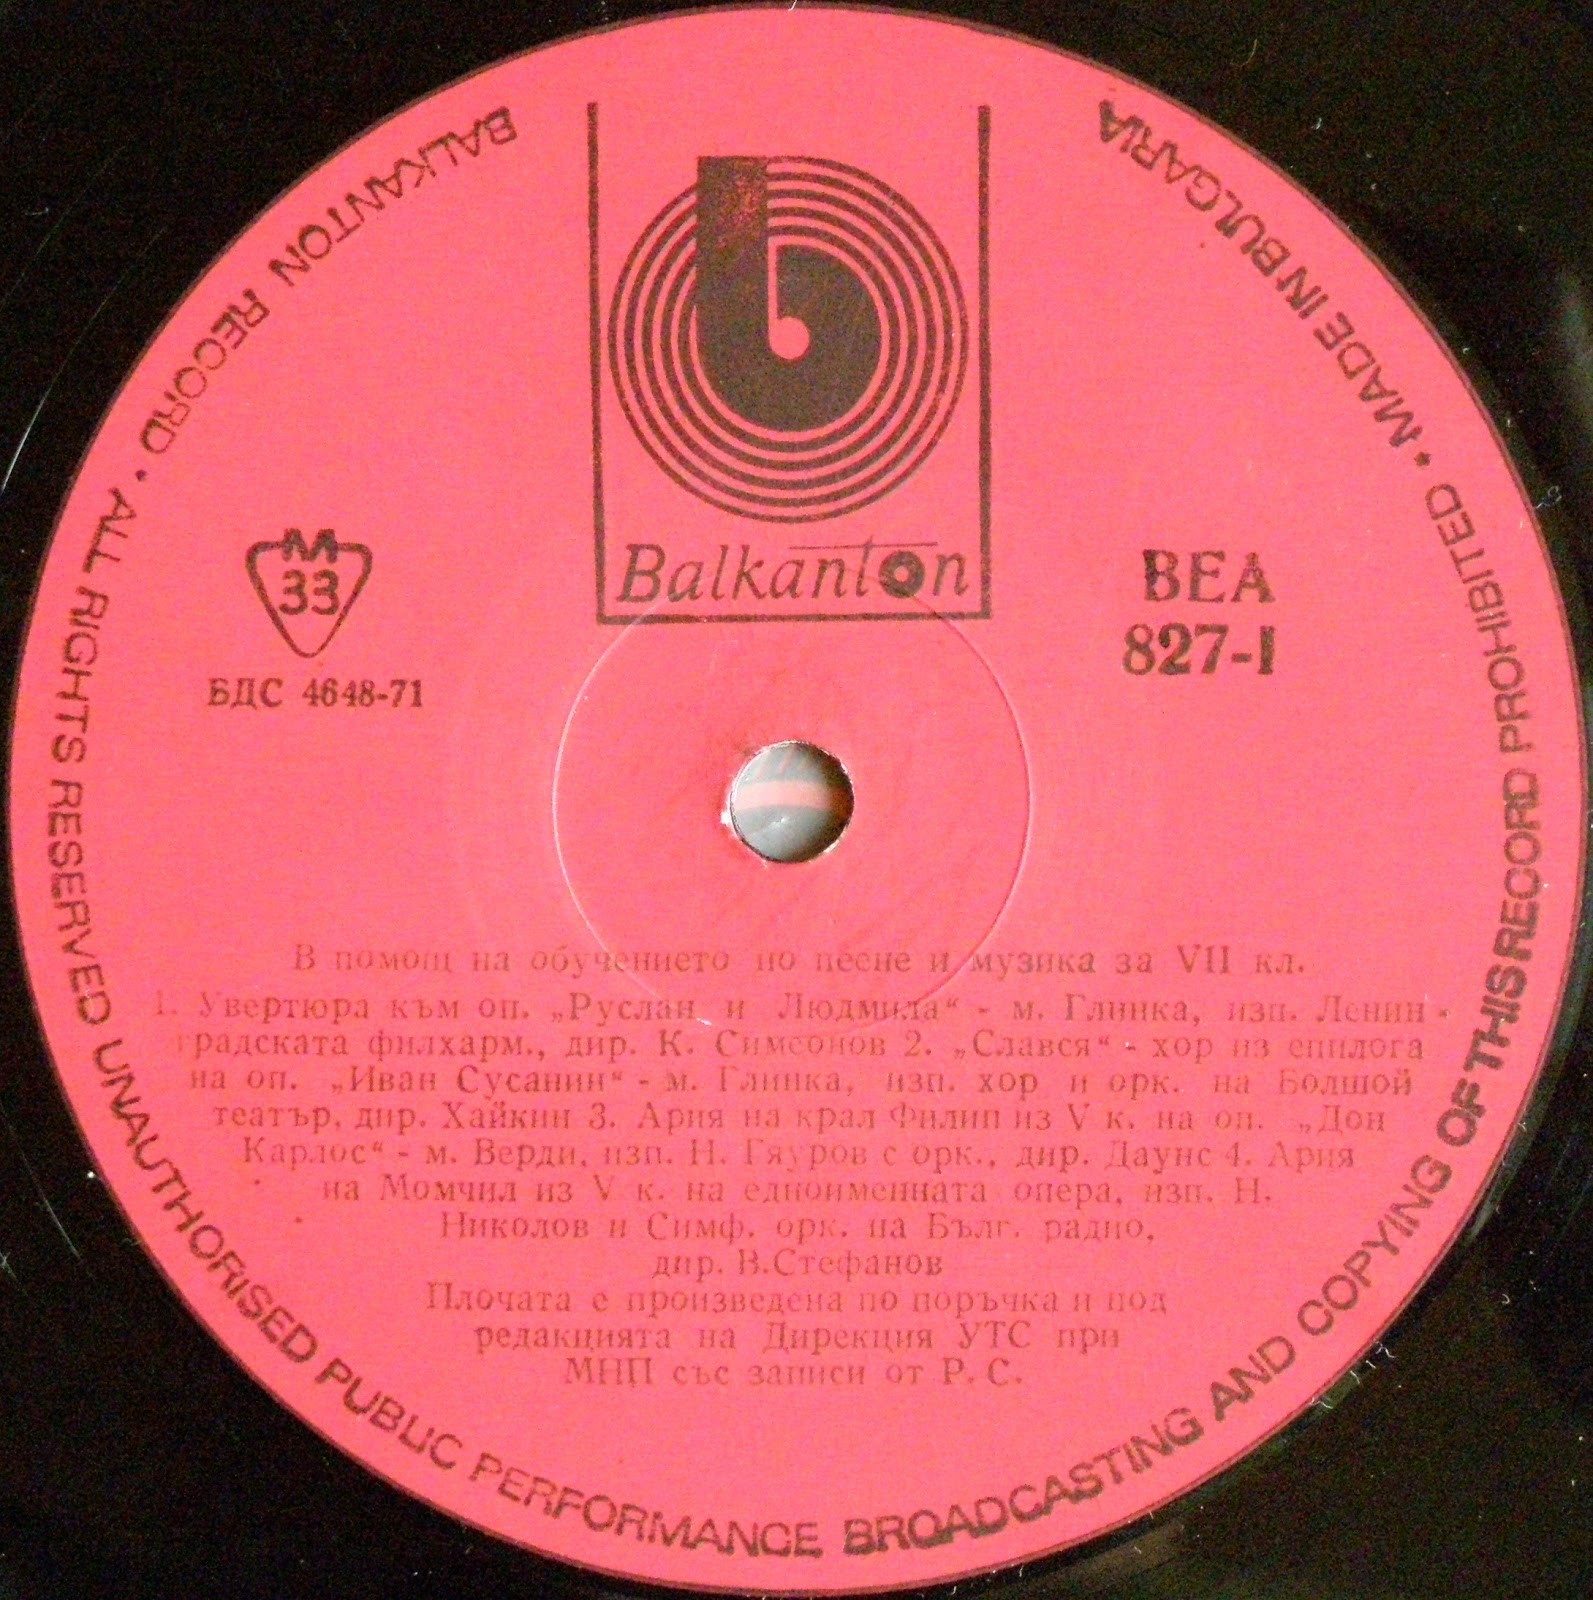 BALKANTON RECORD · ALL RIGHTS RESERVED UNAUTHORISED PUBLIC PERFORMANCE BROADCASTING AND COPYING OF THIS RECORD PROHIBITED · MADE IN BULGARIA
Balkanton
М
33
БДС 4648-71
ВЕА
827-I
В помощ на обучението по песне и музика за VII кл.
1. Увертюра към оп. „Руслан и Людмила“ - м. Глинка, изп. Ленин-
градската филхарм., дир. К. Симеонов 2. „Слався“ - хор из епилога
на оп. „Иван Сусанин“ - м. Глинка, изп. хор и орк. на Болшой
театър, дир. Хайкин 3. Ария на крал Филип из V к. на оп. „Дон
Карлос“ - м. Верди, изп. Н. Гяуров с орк., дир. Даунс 4. Ария
на Момчил из V к. на едноименната опера, изп. Н.
Николов и Симф. орк. на Бълг. радио,
дир. В.Стефанов
Плочата е произведена по поръчка и под
редакцията на Дирекция УТС при
МНП със записи от Р. С.